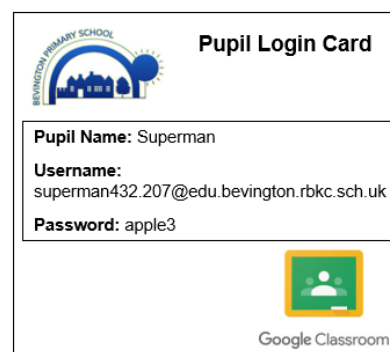 BEVINGTON PRIMARY SCHOOL
Pupil Login Card
Pupil Name: Superman
Username:
superman432.207@edu.bevington.rbkc.sch.uk
Password: apple3
Google Classroom